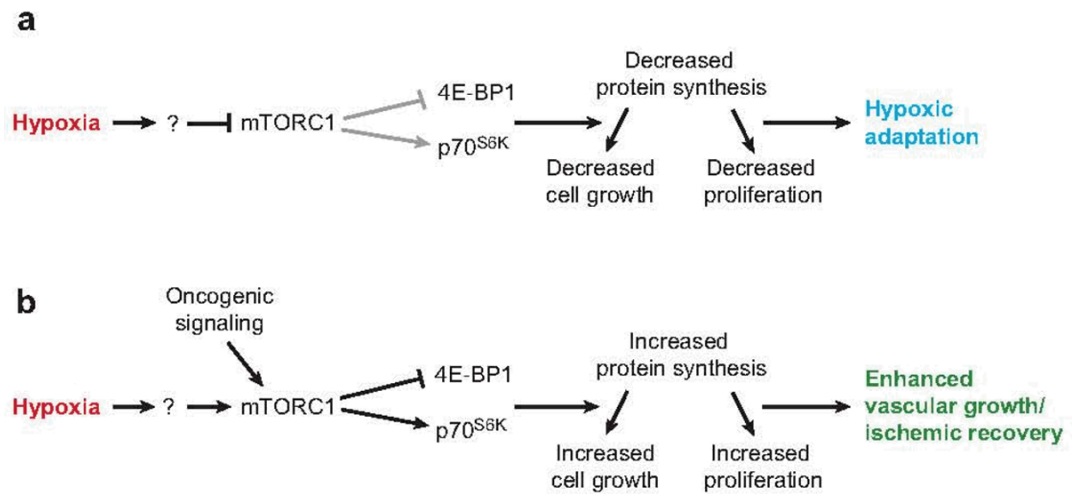 a
Hypoxia ? mTORC1
4E-BP1
p70S6K
Decreased
protein synthesis
Decreased
cell growth
Decreased
proliferation
Hypoxic
adaptation
b
Oncogenic
signaling
Hypoxia ? mTORC1
4E-BP1
p70S6K
Increased
protein synthesis
Increased
cell growth
Increased
proliferation
Enhanced
vascular growth/
ischemic recovery